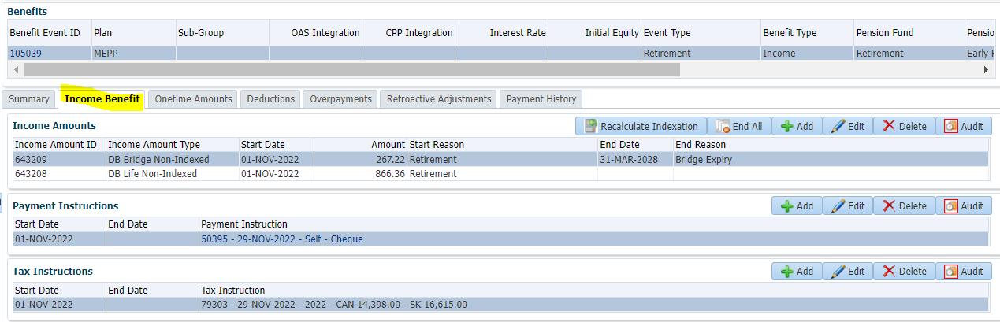 Benefits
Benefit Event ID Plan Sub-Group OAS Integration CPP Integration Interest Rate Initial Equity Event Type Benefit Type Pension Fund Pensio
105039 MEPP Retirement Income Retirement Early R
Summary Income Benefit Onetime Amounts Deductions Overpayments Retroactive Adjustments Payment History
Income Amounts Recalculate Indexation End All Add Edit Delete Audit
Income Amount ID Income Amount Type Start Date Amount Start Reason End Date End Reason
643209 DB Bridge Non-Indexed 01-NOV-2022 267.22 Retirement 31-MAR-2028 Bridge Expiry
643208 DB Life Non-Indexed 01-NOV-2022 866.36 Retirement
Payment Instructions Add Edit Delete Audit
Start Date End Date Payment Instruction
01-NOV-2022 50395 - 29-NOV-2022 - Self - Cheque
Tax Instructions Add Edit Delete Audit
Start Date End Date Tax Instruction
01-NOV-2022 79303 - 29-NOV-2022 - 2022 - CAN 14,398.00 - SK 16,615.00